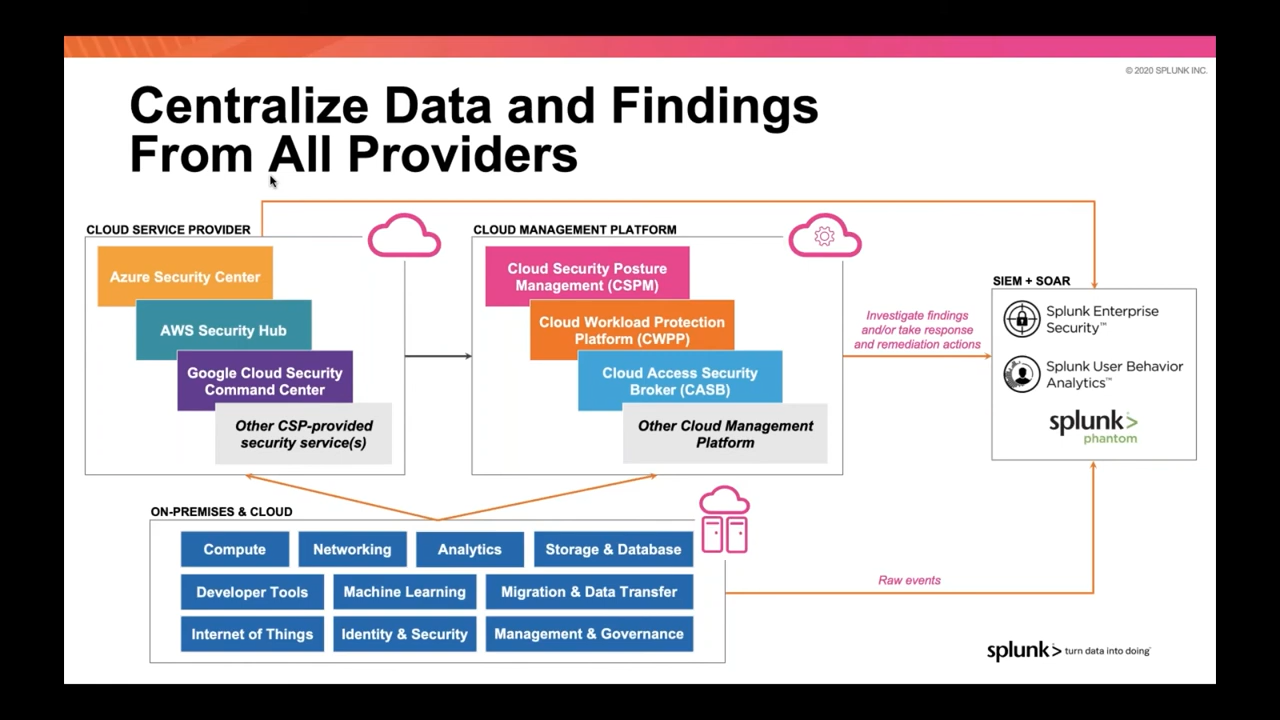 © 2020 SPLUNK INC.
Centralize Data and Findings
From All Providers
CLOUD SERVICE PROVIDER
Azure Security Center
AWS Security Hub
Google Cloud Security
Command Center
Other CSP-provided
security service(s)
CLOUD MANAGEMENT PLATFORM
Cloud Security Posture
Management (CSPM)
Cloud Workload Protection
Platform (CWPP)
Cloud Access Security
Broker (CASB)
Other Cloud Management
Platform
Investigate findings
and/or take response
and remediation actions
SIEM + SOAR
Splunk Enterprise
Security™
Splunk User Behavior
Analytics™
splunk>
phantom
ON-PREMISES & CLOUD
Compute
Networking
Analytics
Storage & Database
Developer Tools
Machine Learning
Migration & Data Transfer
Internet of Things
Identity & Security
Management & Governance
Raw events
splunk> turn data into doing